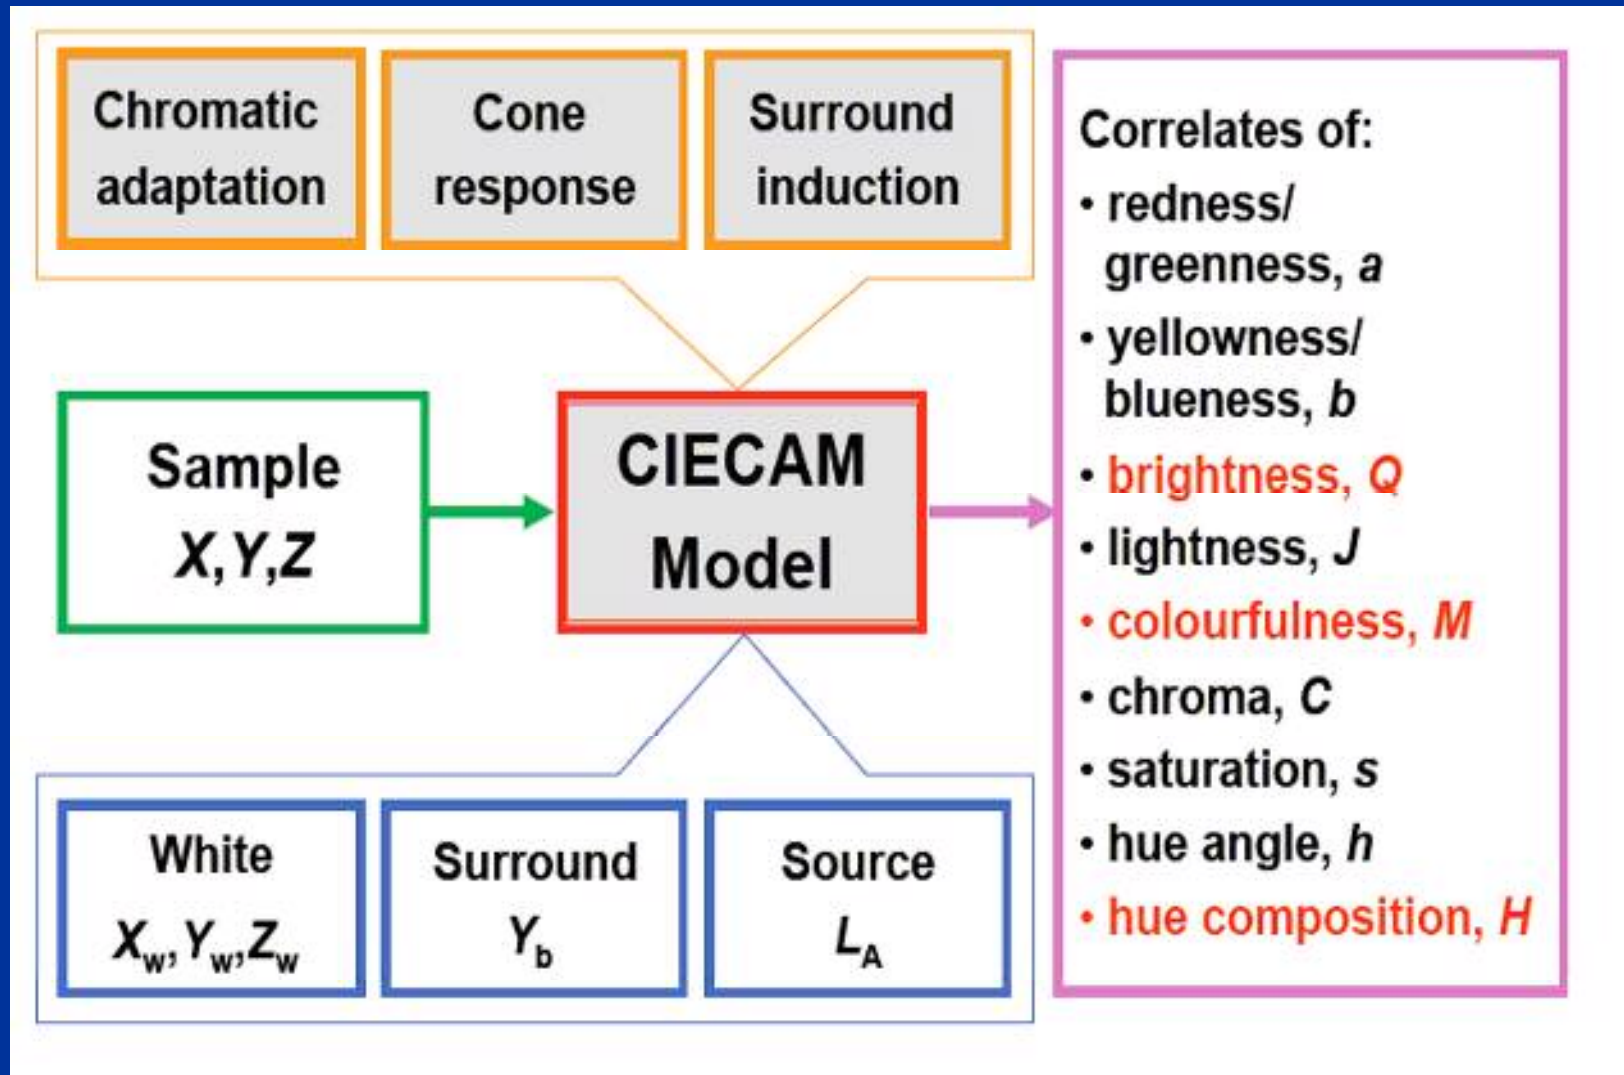 Chromatic
adaptation
Cone
response
Surround
induction
Sample
X,Y,Z
CIECAM
Model
White
Xw,Yw,Zw
Surround
Yb
Source
LA
Correlates of:
• redness/
greenness, a
• yellowness/
blueness, b
• brightness, Q
• lightness, J
• colourfulness, M
• chroma, C
• saturation, s
• hue angle, h
• hue composition, H